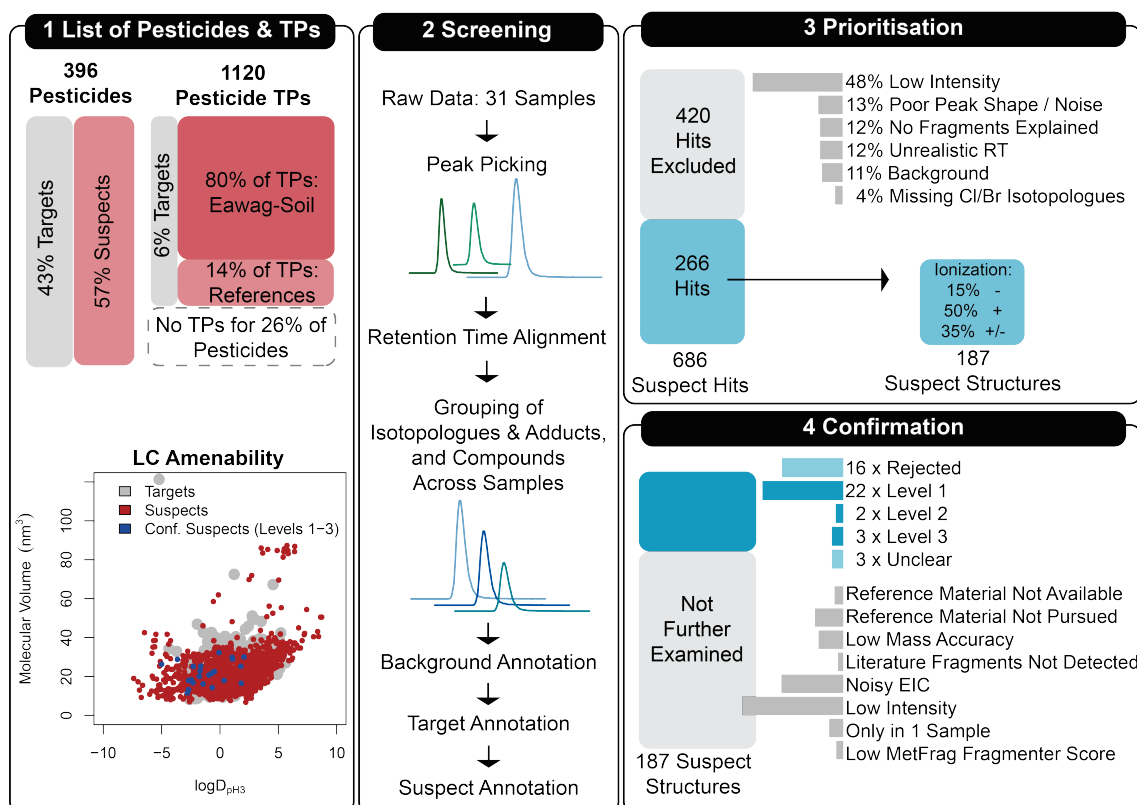 1 List of Pesticides & TPs
396
Pesticides
1120
Pesticide TPs
43% Targets
57% Suspects
6% Targets
80% of TPs:
Eawag-Soil
14% of TPs:
References
No TPs for 26% of
Pesticides
LC Amenability
Targets
Suspects
Conf. Suspects (Levels 1−3)
Molecular Volume (nm³)
100
80
60
40
20
0
−10
−5
0
5
10
logD pH3
2 Screening
Raw Data: 31 Samples
Peak Picking
Retention Time Alignment
Grouping of
Isotopologues & Adducts,
and Compounds
Across Samples
Background Annotation
Target Annotation
Suspect Annotation
3 Prioritisation
420
Hits
Excluded
48% Low Intensity
13% Poor Peak Shape / Noise
12% No Fragments Explained
12% Unrealistic RT
11% Background
4% Missing Cl/Br Isotopologues
266
Hits
686
Suspect Hits
Ionization:
15% -
50% +
35% +/-
187
Suspect Structures
4 Confirmation
16 x Rejected
22 x Level 1
2 x Level 2
3 x Level 3
3 x Unclear
Not
Further
Examined
187 Suspect
Structures
Reference Material Not Available
Reference Material Not Pursued
Low Mass Accuracy
Literature Fragments Not Detected
Noisy EIC
Low Intensity
Only in 1 Sample
Low MetFrag Fragmenter Score